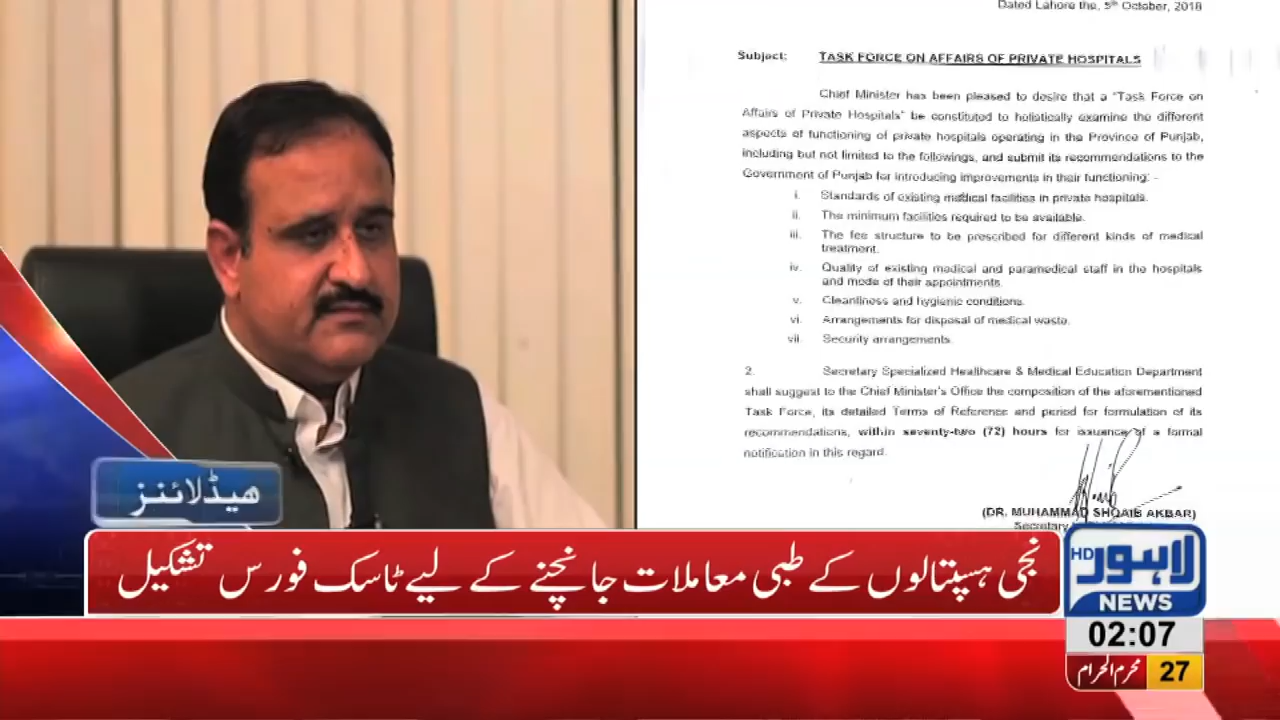 Dated Lahore the, 5th October, 2018
Subject: TASK FORCE ON AFFAIRS OF PRIVATE HOSPITALS
Chief Minister has been pleased to desire that a "Task Force on
Affairs of Private Hospitals" be constituted to holistically examine the different
aspects of functioning of private hospitals operating in the Province of Punjab,
including but not limited to the followings, and submit its recommendations to the
Government of Punjab for introducing improvements in their functioning: -
i. Standards of existing medical facilities in private hospitals.
ii. The minimum facilities required to be available.
iii. The fee structure to be prescribed for different kinds of medical
treatment.
iv. Quality of existing medical and paramedical staff in the hospitals
and mode of their appointments.
v. Cleanliness and hygienic conditions.
vi. Arrangements for disposal of medical waste.
vii. Security arrangements.
2. Secretary Specialized Healthcare & Medical Education Department
shall suggest to the Chief Minister's Office the composition of the aforementioned
Task Force, its detailed Terms of Reference and period for formulation of its
recommendations, within seventy-two (72) hours for issuance of a formal
notification in this regard.
(DR. MUHAMMAD SHOAIB AKBAR)
Secretary
ہیڈلائنز
نجی ہسپتالوں کے طبی معاملات جانچنے کے لیے ٹاسک فورس تشکیل
لاہور HD
NEWS
02:07
27 محرم الحرام